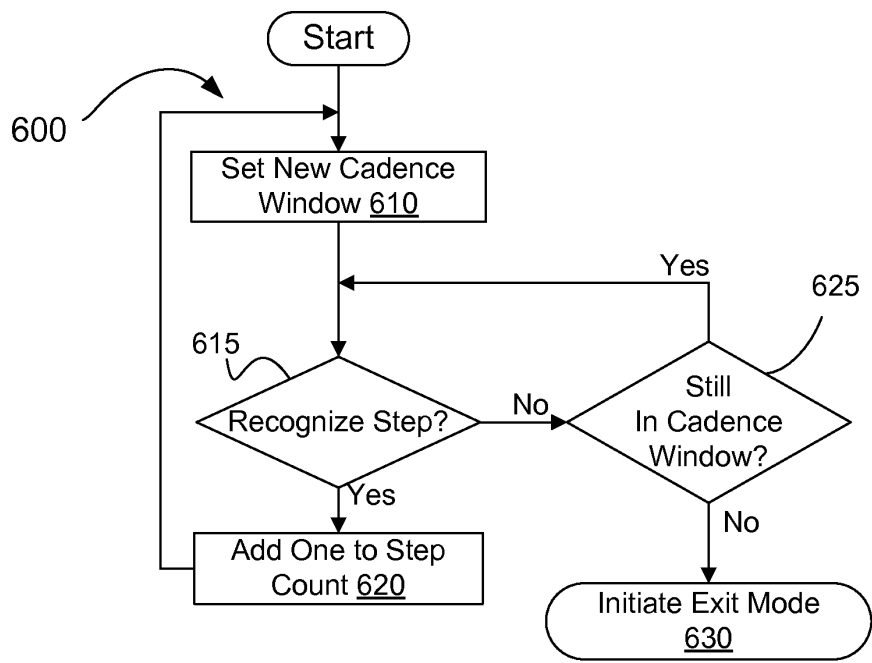 Start
600
Set New Cadence
Window 610
Yes
625
615
Recognize Step?
No
Still
In Cadence
Window?
Yes
No
Add One to Step
Count 620
Initiate Exit Mode
630